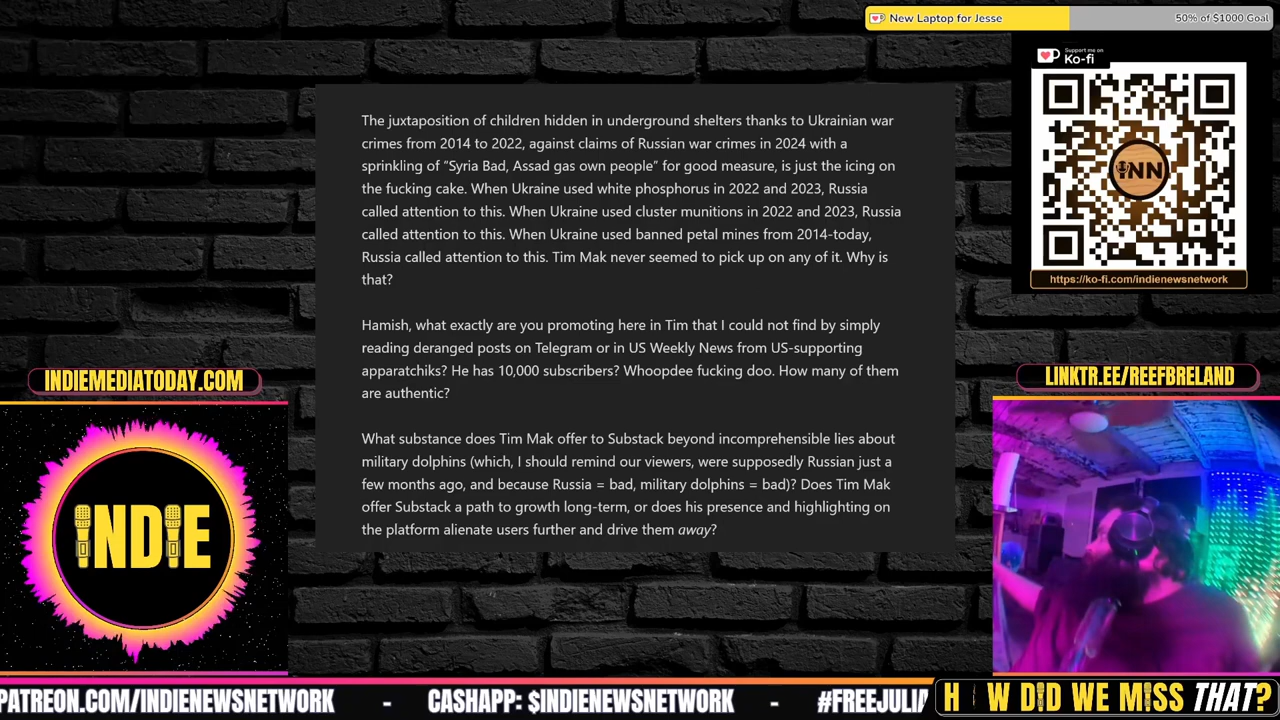 New Laptop for Jesse
50% of $1000 Goal
Support me on
Ko-fi
INN
https://ko-fi.com/indienewsnetwork
The juxtaposition of children hidden in underground shelters thanks to Ukrainian war
crimes from 2014 to 2022, against claims of Russian war crimes in 2024 with a
sprinkling of “Syria Bad, Assad gas own people” for good measure, is just the icing on
the fucking cake. When Ukraine used white phosphorus in 2022 and 2023, Russia
called attention to this. When Ukraine used cluster munitions in 2022 and 2023, Russia
called attention to this. When Ukraine used banned petal mines from 2014-today,
Russia called attention to this. Tim Mak never seemed to pick up on any of it. Why is
that?
Hamish, what exactly are you promoting here in Tim that I could not find by simply
reading deranged posts on Telegram or in US Weekly News from US-supporting
apparatchiks? He has 10,000 subscribers? Whoopdee fucking doo. How many of them
are authentic?
What substance does Tim Mak offer to Substack beyond incomprehensible lies about
military dolphins (which, I should remind our viewers, were supposedly Russian just a
few months ago, and because Russia = bad, military dolphins = bad)? Does Tim Mak
offer Substack a path to growth long-term, or does his presence and highlighting on
the platform alienate users further and drive them away?
INDIEMEDIATODAY.COM
INDIE
LINKTR.EE/REEFBRELAND
PATREON.COM/INDIENEWSNETWORK - CASHAPP: $INDIENEWSNETWORK - #FREEJULIA
H W DID WE MISS THAT?